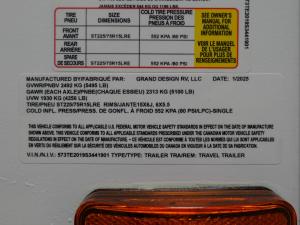 JAMAIS EXCÉDER 542 KG OU 1195 LB
TIRE
PNEU
SIZE
DIMENSIONS
COLD TIRE PRESSURE
PRESSION DES
PNEUS À FROID
SEE OWNER'S
MANUAL FOR
ADDITIONAL
INFORMATION
FRONT
AVANT
ST225/75R15LRE
552 KPA /80 PSI
REAR
ARRIÈRE
VOIR LE MANUEL
DE L'USAGER
POUR PLUS DE
RENSEIGNEMENTS
SPARE
DE SECOURS
ST225/75R15LRE
552 KPA /80 PSI
MANUFACTURED BY/FABRIQUÉ PAR: GRAND DESIGN RV, LLC DATE: 1/2025
GVWR/PNBV 2492 KG (5495 LB)
GAWR (EACH AXLE)/PNBE(CHAQUE ESSIEU) 2313 KG (5100 LB)
UVW 1930 KG (4256 LB)
TIRE/PNEU ST225/75R15LRE RIMS/JANTE 15X6J, 6X5.5
COLD INFL. PRESS/PRESS. DE GONFL. À FROID 552 KPA (80 PSI/LPC)-SINGLE
THIS VEHICLE CONFORMS TO ALL APPLICABLE U.S. FEDERAL MOTOR VEHICLE SAFETY STANDARDS IN EFFECT ON THE DATE OF MANUFACTURE
SHOWN ABOVE. THIS VEHICLE CONFORMS TO ALL APPLICABLE STANDARDS PRESCRIBED UNDER THE CANADIAN MOTOR VEHICLE SAFETY
REGULATIONS IN EFFECT ON THE DATE OF MANUFACTURE./ CE VÉHICULE EST CONFORME À TOUTES LES NORMES QUI LUI SONT APPLICABLES
EN VERTU DU RÈGLEMENT SUR LA SÉCURITÉ DES VÉHICULES AUTOMOBILES DU CANADA EN VIGUEUR À LA DATE DE SA FABRICATION
V.I.N./N.I.V.: 573TE2019S3441901 TYPE/TYPE: TRAILER TRA/REM: TRAVEL TRAILER
573TE2019S3441901